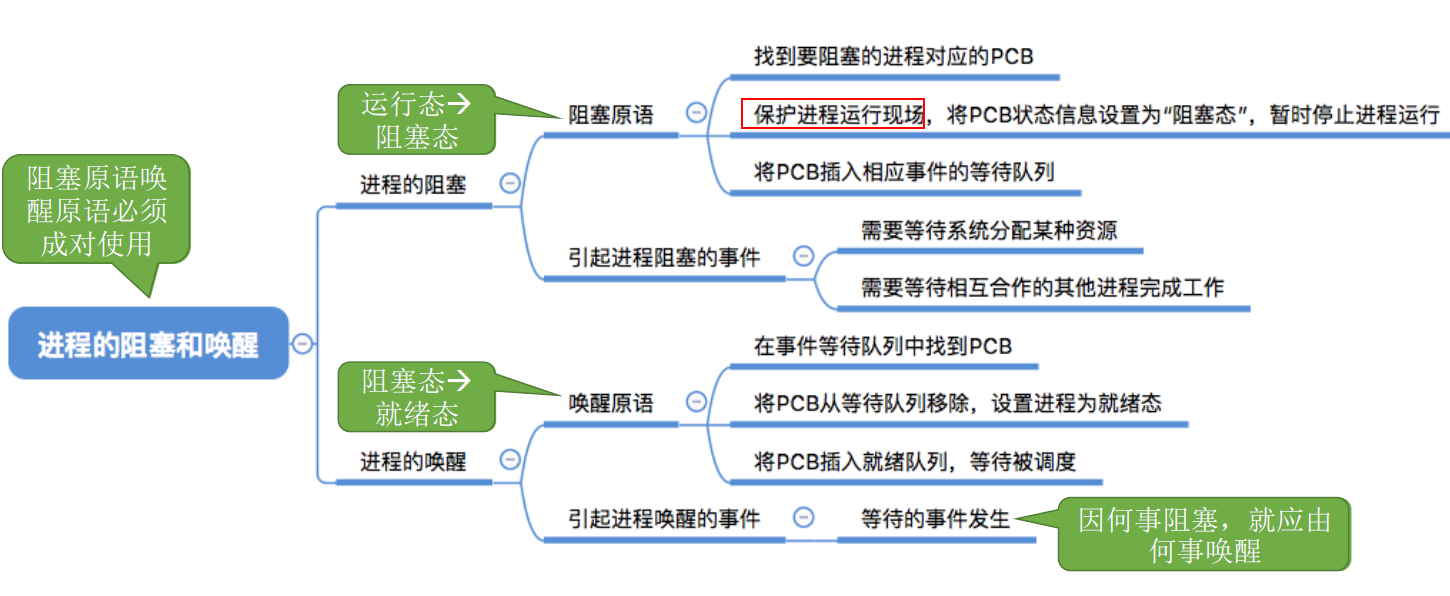 阻塞原语唤
醒原语必须
成对使用
进程的阻塞和唤醒
进程的阻塞
运行态→
阻塞态
阻塞原语
找到要阻塞的进程对应的PCB
保护进程运行现场，将PCB状态信息设置为“阻塞态”，暂时停止进程运行
将PCB插入相应事件的等待队列
引起进程阻塞的事件
需要等待系统分配某种资源
需要等待相互合作的其他进程完成工作
进程的唤醒
阻塞态→
就绪态
唤醒原语
在事件等待队列中找到PCB
将PCB从等待队列移除，设置进程为就绪态
将PCB插入就绪队列，等待被调度
引起进程唤醒的事件
等待的事件发生
因何事阻塞，就应由
何事唤醒